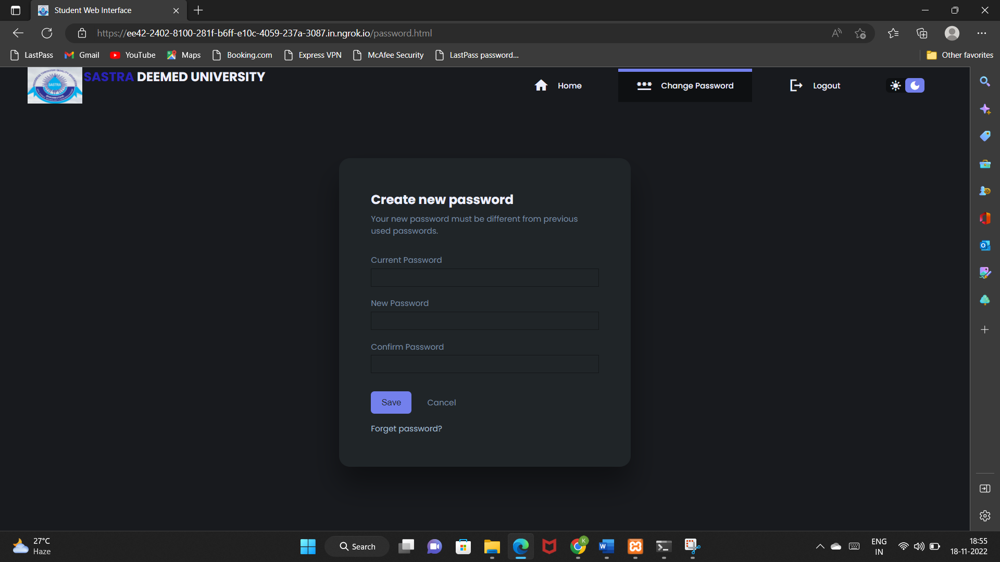 Student Web Interface
https://ee42-2402-8100-281f-b6ff-e10c-4059-237a-3087.in.ngrok.io/password.html
LastPass
Gmail
YouTube
Maps
Booking.com
Express VPN
McAfee Security
LastPass password...
Other favorites
SASTRA DEEMED UNIVERSITY
Home
Change Password
Logout
Create new password
Your new password must be different from previous
used passwords.
Current Password
New Password
Confirm Password
Save
Cancel
Forget password?
27°C
Haze
Search
ENG
IN
18:55
18-11-2022